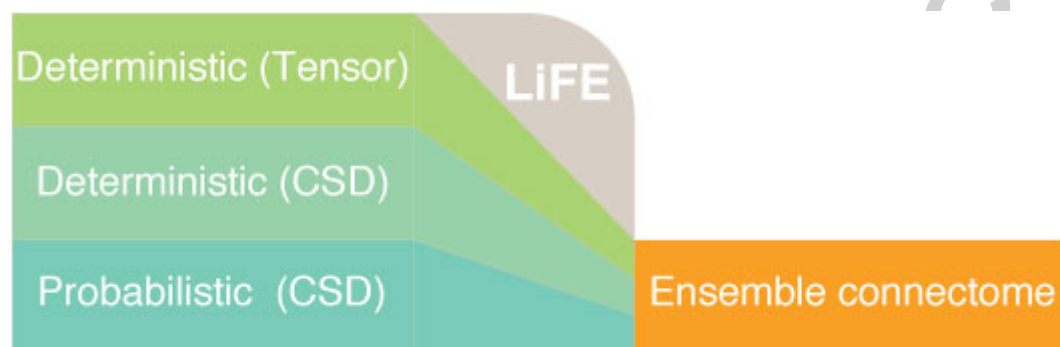 Deterministic (Tensor)
LiFE
Deterministic (CSD)
Probabilistic (CSD)
Ensemble connectome